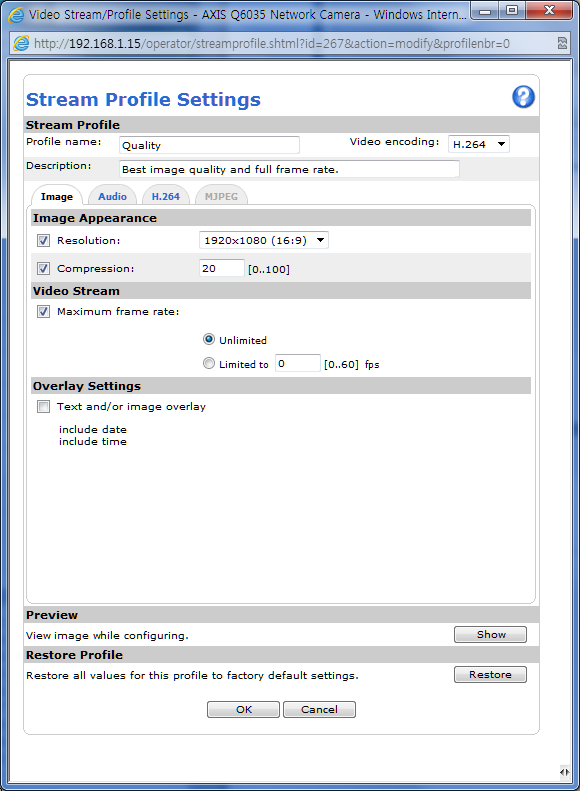 Video Stream/Profile Settings - AXIS Q6035 Network Camera - Windows Intern...
http://192.168.1.15/operator/streamprofile.shtml?id=267&action=modify&profilenbr=0
Stream Profile Settings
?
Stream Profile
Profile name: Quality Video encoding: H.264
Description: Best image quality and full frame rate.
Image Audio H.264 MJPEG
Image Appearance
Resolution: 1920x1080 (16:9)
Compression: 20 [0..100]
Video Stream
Maximum frame rate:
Unlimited
Limited to 0 [0..60] fps
Overlay Settings
Text and/or image overlay
include date
include time
Preview
View image while configuring. Show
Restore Profile
Restore all values for this profile to factory default settings. Restore
OK Cancel